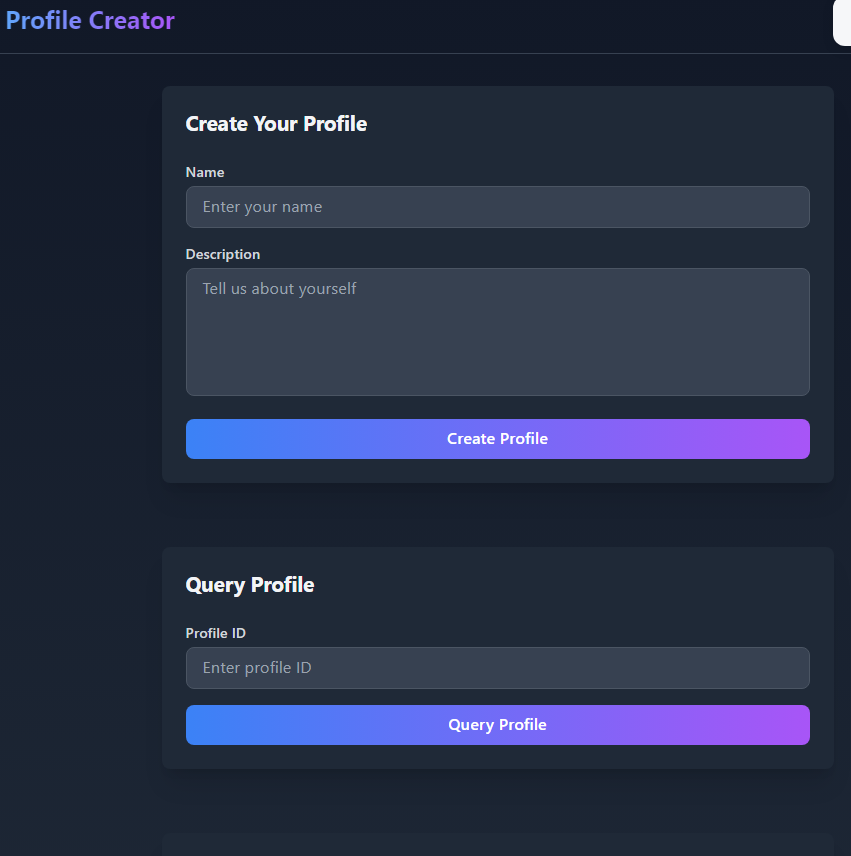 Profile Creator
Create Your Profile
Name
Enter your name
Description
Tell us about yourself
Create Profile
Query Profile
Profile ID
Enter profile ID
Query Profile